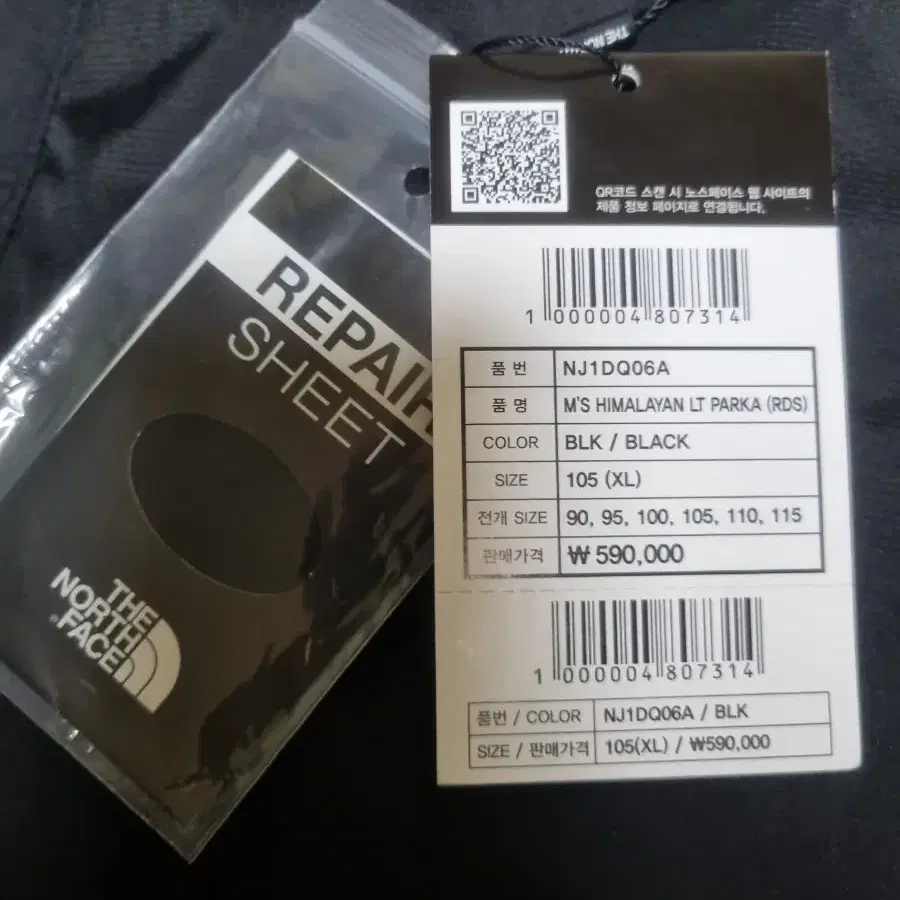 THE NOR
QR코드 스캔 시 노스페이스 웹 사이트의
제품 정보 페이지로 연결됩니다.
1 000004 807314
품 번 NJ1DQ06A
품 명 M'S HIMALAYAN LT PARKA (RDS)
COLOR BLK / BLACK
SIZE 105 (XL)
전개 SIZE 90, 95, 100, 105, 110, 115
판매가격 ₩ 590,000
1 000004 807314
품번 / COLOR NJ1DQ06A / BLK
SIZE / 판매가격 105(XL) / ₩590,000
REPAIR
SHEET
THE
NORTH
FACE